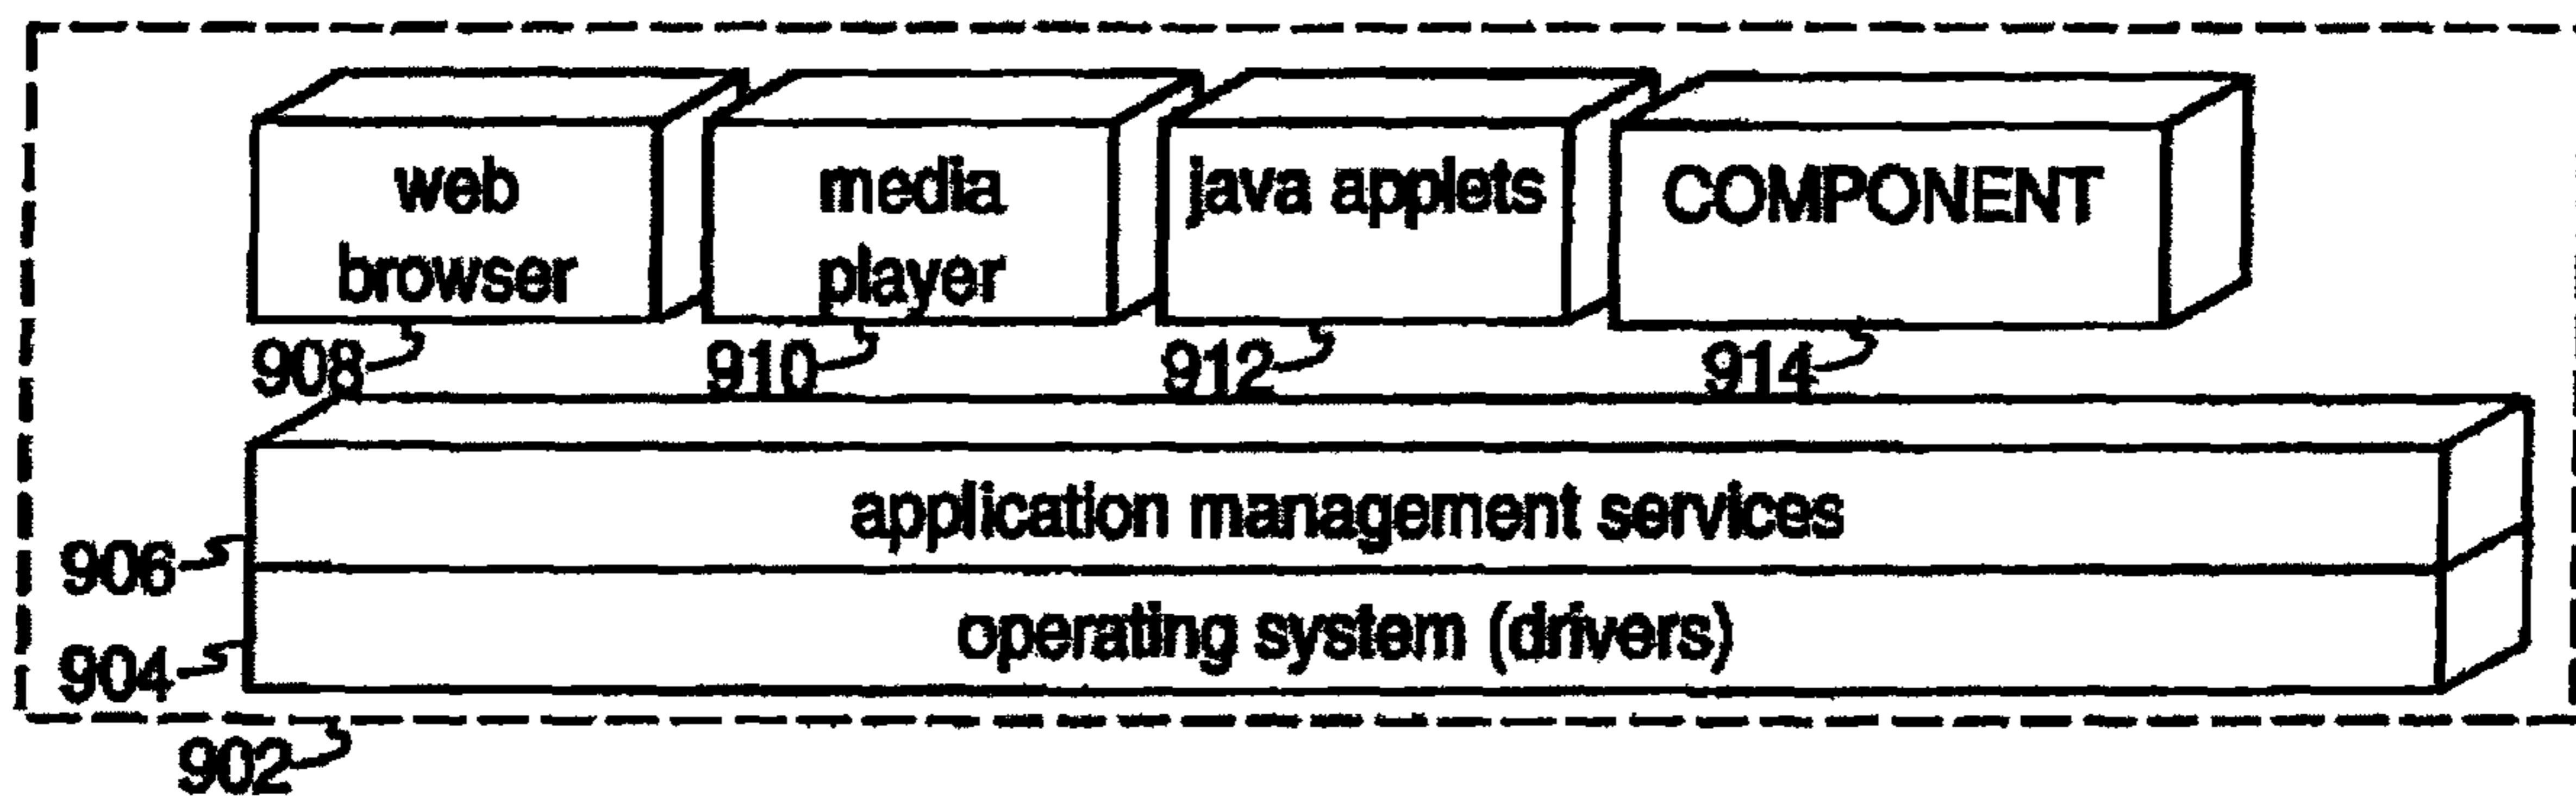 web
browser
media
player
java applets
COMPONENT
908
910
912
914
application management services
906
operating system (drivers)
904
902